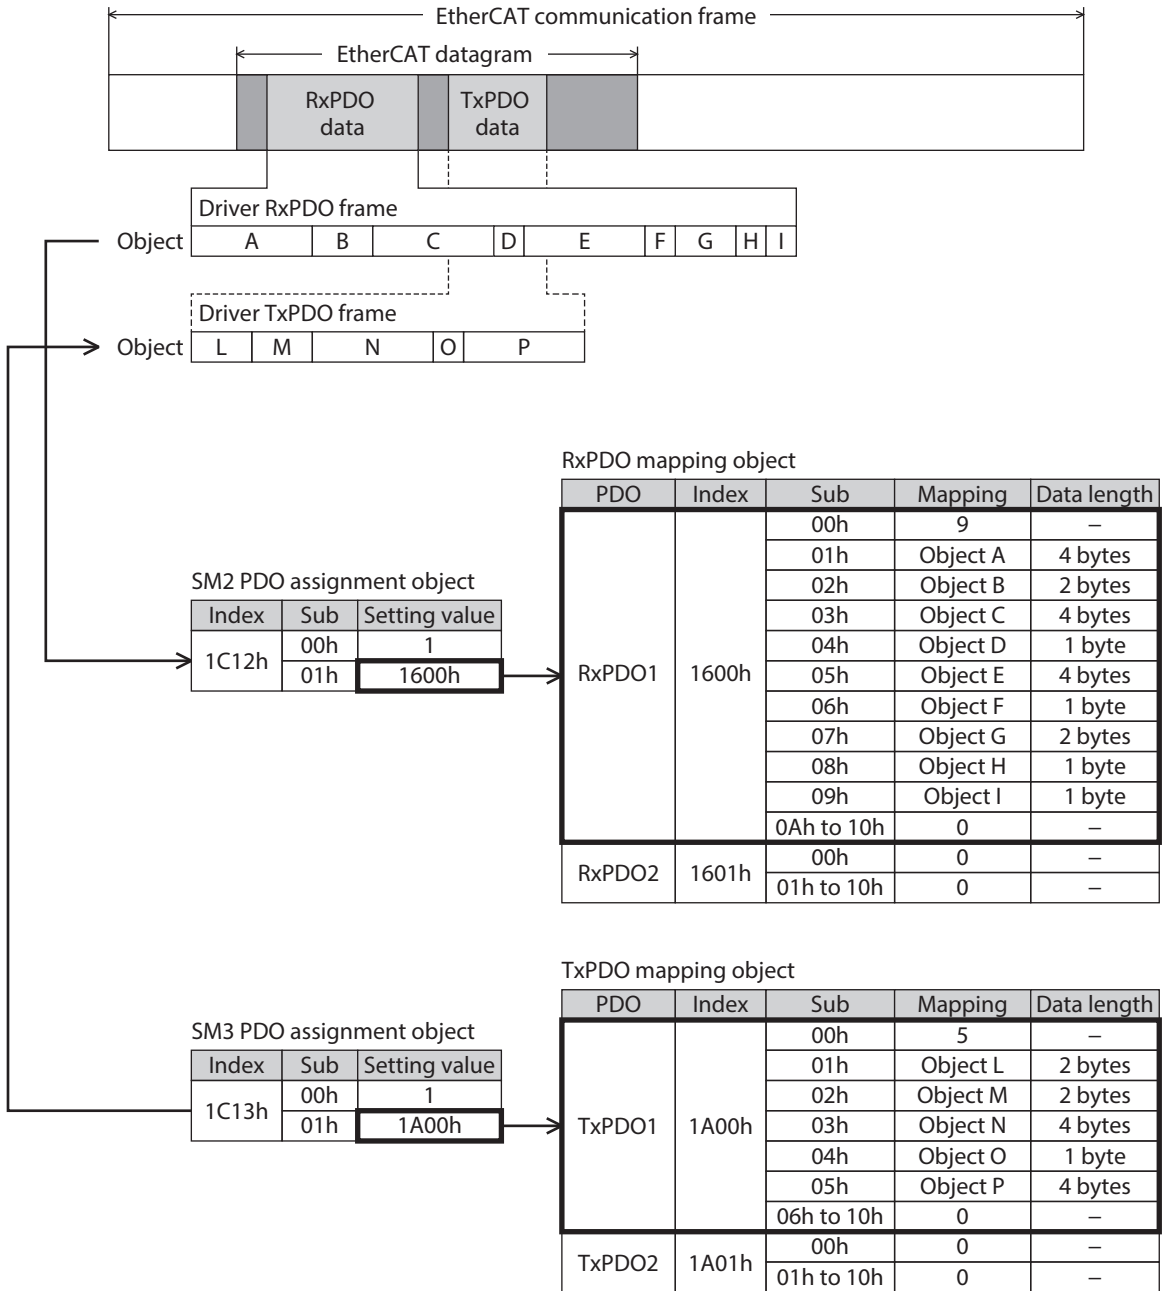 EtherCAT communication frame
EtherCAT datagram
RxPDO data TxPDO data
Driver RxPDO frame
Object A B C D E F G H I
Driver TxPDO frame
Object L M N O P
RxPDO mapping object
PDO Index Sub Mapping Data length
RxPDO1 1600h
00h 9 –
01h Object A 4 bytes
02h Object B 2 bytes
03h Object C 4 bytes
04h Object D 1 byte
05h Object E 4 bytes
06h Object F 1 byte
07h Object G 2 bytes
08h Object H 1 byte
09h Object I 1 byte
0Ah to 10h 0 –
RxPDO2 1601h
00h 0 –
01h to 10h 0 –
SM2 PDO assignment object
Index Sub Setting value
1C12h
00h 1
01h 1600h
TxPDO mapping object
PDO Index Sub Mapping Data length
TxPDO1 1A00h
00h 5 –
01h Object L 2 bytes
02h Object M 2 bytes
03h Object N 4 bytes
04h Object O 1 byte
05h Object P 4 bytes
06h to 10h 0 –
TxPDO2 1A01h
00h 0 –
01h to 10h 0 –
SM3 PDO assignment object
Index Sub Setting value
1C13h
00h 1
01h 1A00h